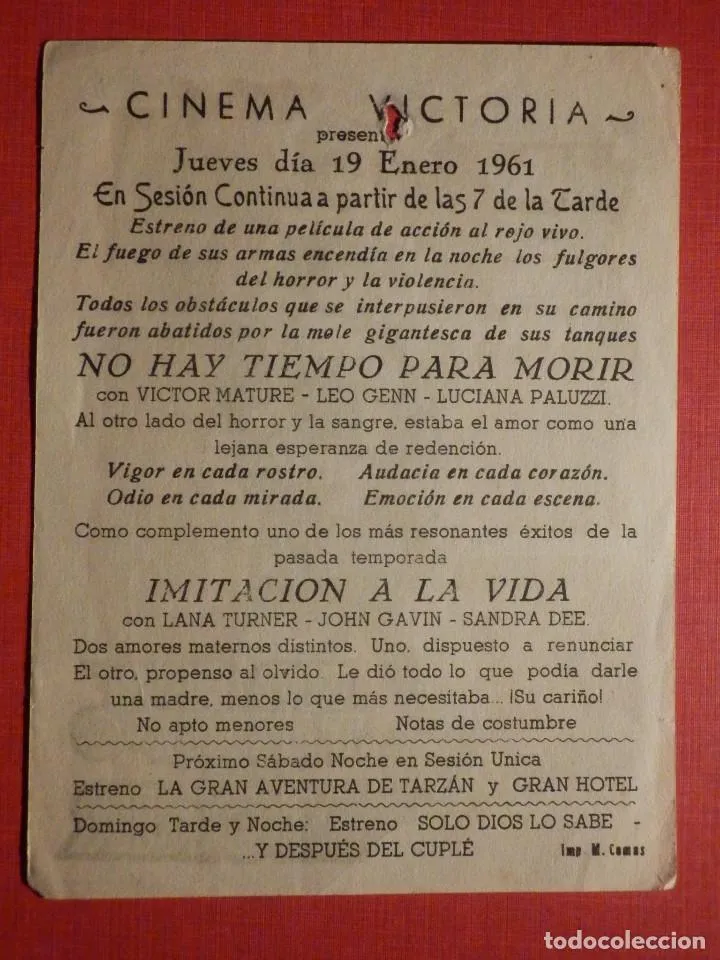 CINEMA VICTORIA
presenta
Jueves día 19 Enero 1961
En Sesión Continua a partir de las 7 de la Tarde
Estreno de una película de acción al rojo vivo.
El fuego de sus armas encendía en la noche los fulgores
del horror y la violencia.
Todos los obstáculos que se interpusieron en su camino
fueron abatidos por la mole gigantesca de sus tanques
NO HAY TIEMPO PARA MORIR
con VICTOR MATURE - LEO GENN - LUCIANA PALUZZI.
Al otro lado del horror y la sangre, estaba el amor como una
lejana esperanza de redención.
Vigor en cada rostro. Audacia en cada corazón.
Odio en cada mirada. Emoción en cada escena.
Como complemento uno de los más resonantes éxitos de la
pasada temporada
IMITACION A LA VIDA
con LANA TURNER - JOHN GAVIN - SANDRA DEE.
Dos amores maternos distintos. Uno, dispuesto a renunciar
El otro, propenso al olvido. Le dió todo lo que podía darle
una madre, menos lo que más necesitaba... ¡Su cariño!
No apto menores Notas de costumbre
Próximo Sábado Noche en Sesión Unica
Estreno LA GRAN AVENTURA DE TARZÁN y GRAN HOTEL
Domingo Tarde y Noche: Estreno SOLO DIOS LO SABE -
...Y DESPUÉS DEL CUPLÉ Imp M. Camas
todocoleccion.net